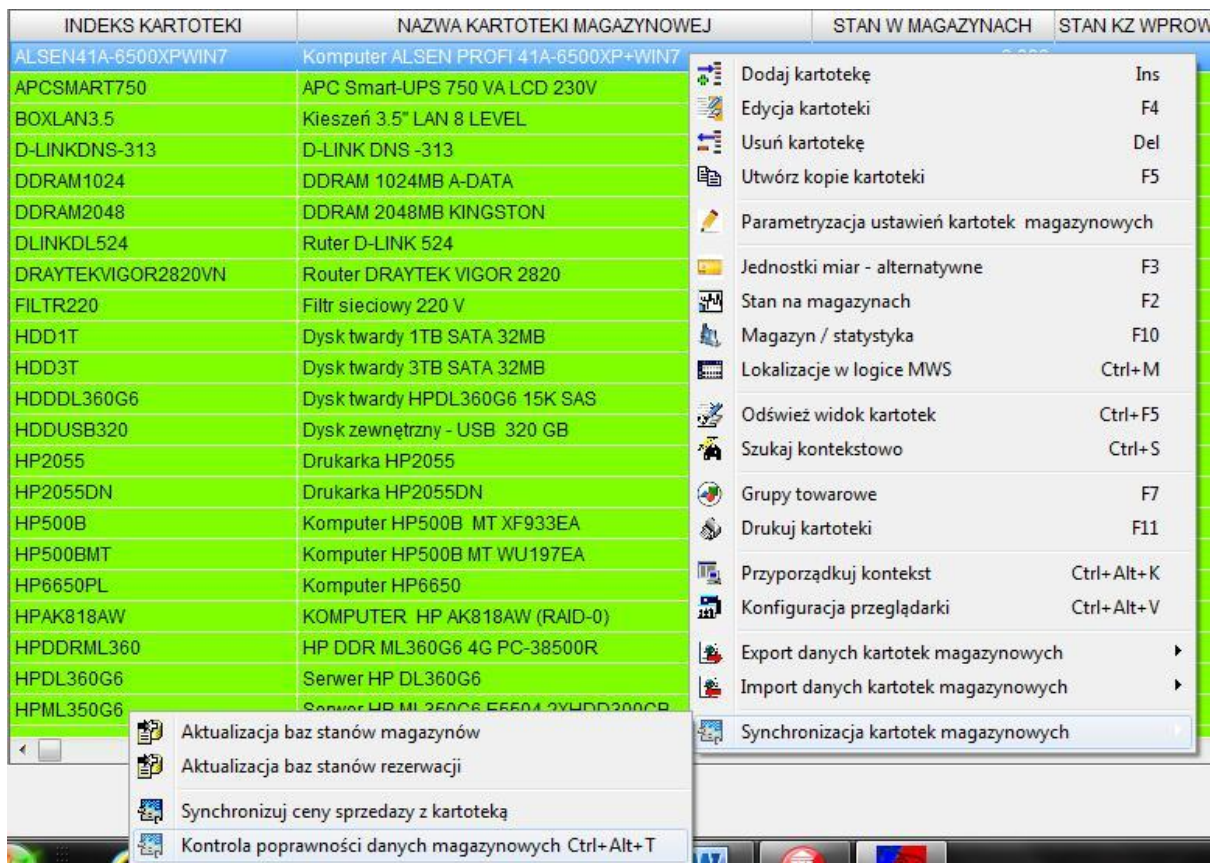 INDEKS KARTOTEKI NAZWA KARTOTEKI MAGAZYNOWEJ STAN W MAGAZYNACH STAN KZ WPROW
ALSEN41A-6500XPWIN7 Komputer ALSEN PROFI 41A-6500XP+WIN7
APCSMART750 APC Smart-UPS 750 VA LCD 230V
BOXLAN3.5 Kieszeń 3.5" LAN 8 LEVEL
D-LINKDNS-313 D-LINK DNS -313
DDRAM1024 DDRAM 1024MB A-DATA
DDRAM2048 DDRAM 2048MB KINGSTON
DLINKDL524 Ruter D-LINK 524
DRAYTEKVIGOR2820VN Router DRAYTEK VIGOR 2820
FILTR220 Filtr sieciowy 220 V
HDD1T Dysk twardy 1TB SATA 32MB
HDD3T Dysk twardy 3TB SATA 32MB
HDDDL360G6 Dysk twardy HPDL360G6 15K SAS
HDDUSB320 Dysk zewnętrzny - USB 320 GB
HP2055 Drukarka HP2055
HP2055DN Drukarka HP2055DN
HP500B Komputer HP500B MT XF933EA
HP500BMT Komputer HP500B MT WU197EA
HP6650PL Komputer HP6650
HPAK818AW KOMPUTER HP AK818AW (RAID-0)
HPDDRML360 HP DDR ML360G6 4G PC-38500R
HPDL360G6 Serwer HP DL360G6
HPML350G6 Serwer HP ML350G6 E5504 2XHDD300GB
Dodaj kartotekę Ins
Edycja kartoteki F4
Usuń kartotekę Del
Utwórz kopie kartoteki F5
Parametryzacja ustawień kartotek magazynowych
Jednostki miar - alternatywne F3
Stan na magazynach F2
Magazyn / statystyka F10
Lokalizacje w logice MWS Ctrl+M
Odśwież widok kartotek Ctrl+F5
Szukaj kontekstowo Ctrl+S
Grupy towarowe F7
Drukuj kartoteki F11
Przyporządkuj kontekst Ctrl+Alt+K
Konfiguracja przeglądarki Ctrl+Alt+V
Export danych kartotek magazynowych
Import danych kartotek magazynowych
Synchronizacja kartotek magazynowych
Aktualizacja baz stanów magazynów
Aktualizacja baz stanów rezerwacji
Synchronizuj ceny sprzedazy z kartoteką
Kontrola poprawności danych magazynowych Ctrl+Alt+T